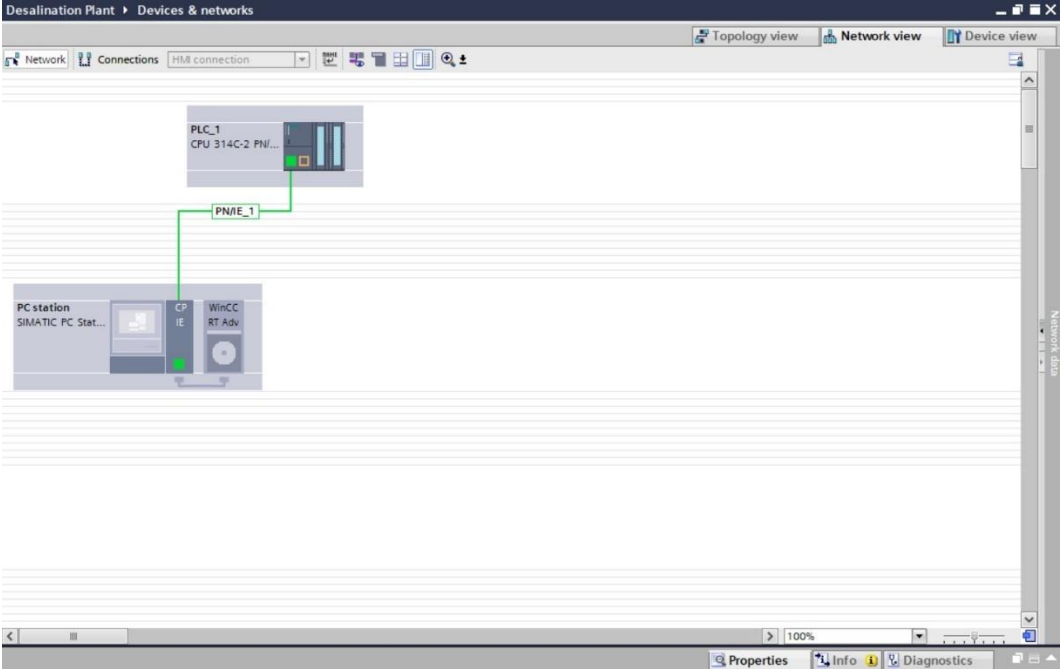 Desalination Plant ▸ Devices & networks
Topology view Network view Device view
Network Connections HMI connection
PLC_1
CPU 314C-2 PN/...
PN/IE_1
PC station
SIMATIC PC Stat...
CP
IE
WinCC
RT Adv
Network data
100%
Properties Info Diagnostics